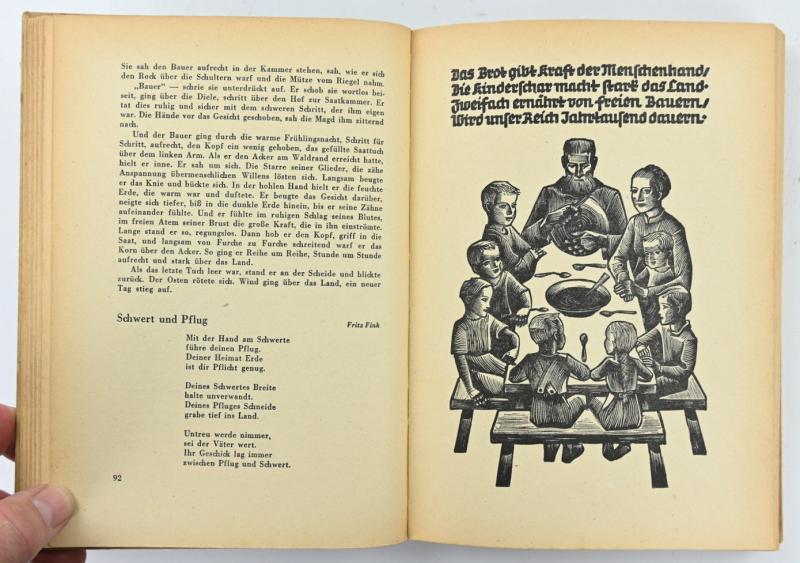 Sie sah den Bauer aufrecht in der Kammer stehen, sah, wie er sich
den Rock über die Schultern warf und die Mütze vom Riegel nahm.
„Bauer“ — schrie sie unterdrückt auf. Er schob sie wortlos bei-
seit, ging über die Diele, schritt über den Hof zur Saatkammer. Er
tat dies ruhig und sicher mit dem schweren Schritt, der ihm eigen
war. Die Hände vor das Gesicht geschoben, sah die Magd ihm zitternd
nach.
Und der Bauer ging durch die warme Frühlingsnacht, Schritt für
Schritt, aufrecht, den Kopf ein wenig gehoben, das gefüllte Saattuch
über dem linken Arm. Als er den Acker am Waldrand erreicht hatte,
hielt er inne. Er sah um sich. Die Starre seiner Glieder, die zähe
Anspannung übermenschlichen Willens lösten sich. Langsam beugte
er das Knie und bückte sich. In der hohlen Hand hielt er die feuchte
Erde, die warm war und duftete. Er beugte das Gesicht darüber,
neigte sich tiefer, biß in die dunkle Erde hinein, bis er seine Zähne
aufeinander fühlte. Und er fühlte im ruhigen Schlag seines Blutes,
im freien Atem seiner Brust die große Kraft, die in ihn einströmte.
Lange stand er so, regungslos. Dann hob er den Kopf, griff in die
Saat, und langsam von Furche zu Furche schreitend warf er das
Korn über den Acker. So ging er Reihe um Reihe, Stunde um Stunde
aufrecht und stark über das Land.
Als das letzte Tuch leer war, stand er an der Scheide und blickte
zurück. Der Osten rötete sich. Wind ging über das Land, ein neuer
Tag stieg auf.
Schwert und Pflug
Fritz Fink
Mit der Hand am Schwerte
führe deinen Pflug.
Deiner Heimat Erde
ist dir Pflicht genug.
Deines Schwertes Breite
halte unverwandt.
Deines Pfluges Schneide
grabe tief ins Land.
Untreu werde nimmer,
sei der Väter wert.
Ihr Geschick lag immer
zwischen Pflug und Schwert.
92
Das Brot gibt Kraft der Menschenhand/
Die Kinderschar macht stark das Land.
Zweifach ernährt von freien Bauern/
Wird unser Reich Jahrtausend dauern.